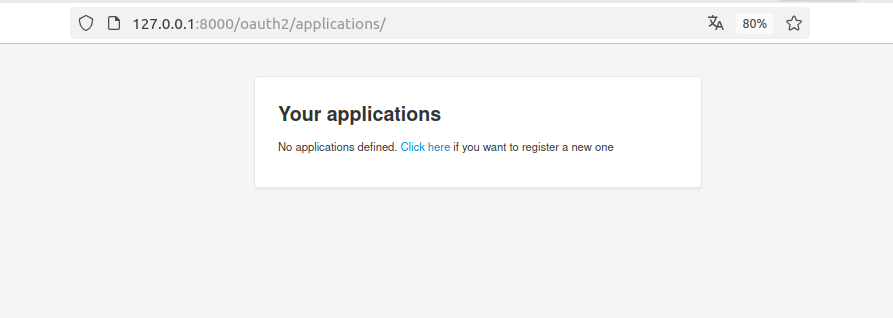 127.0.0.1:8000/oauth2/applications/
80%
Your applications
No applications defined. Click here if you want to register a new one